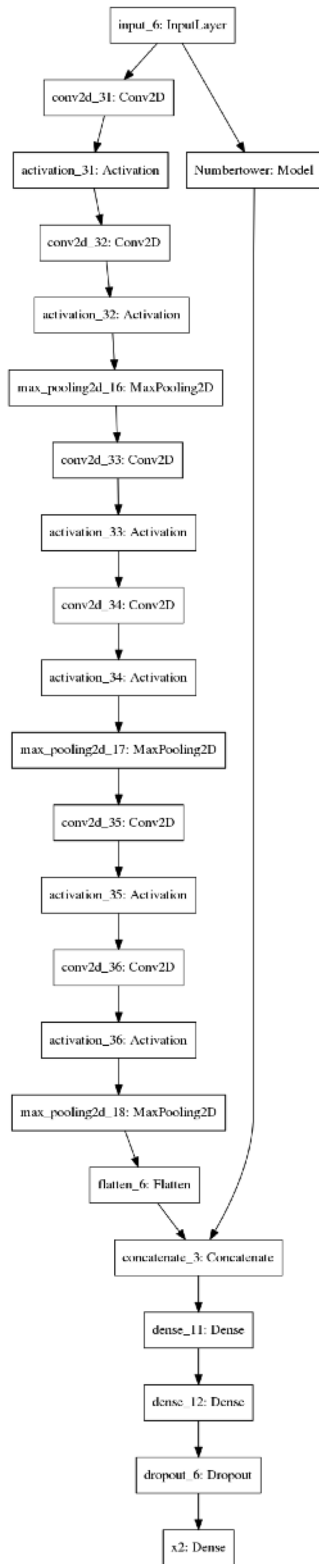 input_6: InputLayer
conv2d_31: Conv2D
activation_31: Activation
Numbertower: Model
conv2d_32: Conv2D
activation_32: Activation
max_pooling2d_16: MaxPooling2D
conv2d_33: Conv2D
activation_33: Activation
conv2d_34: Conv2D
activation_34: Activation
max_pooling2d_17: MaxPooling2D
conv2d_35: Conv2D
activation_35: Activation
conv2d_36: Conv2D
activation_36: Activation
max_pooling2d_18: MaxPooling2D
flatten_6: Flatten
concatenate_3: Concatenate
dense_11: Dense
dense_12: Dense
dropout_6: Dropout
x2: Dense